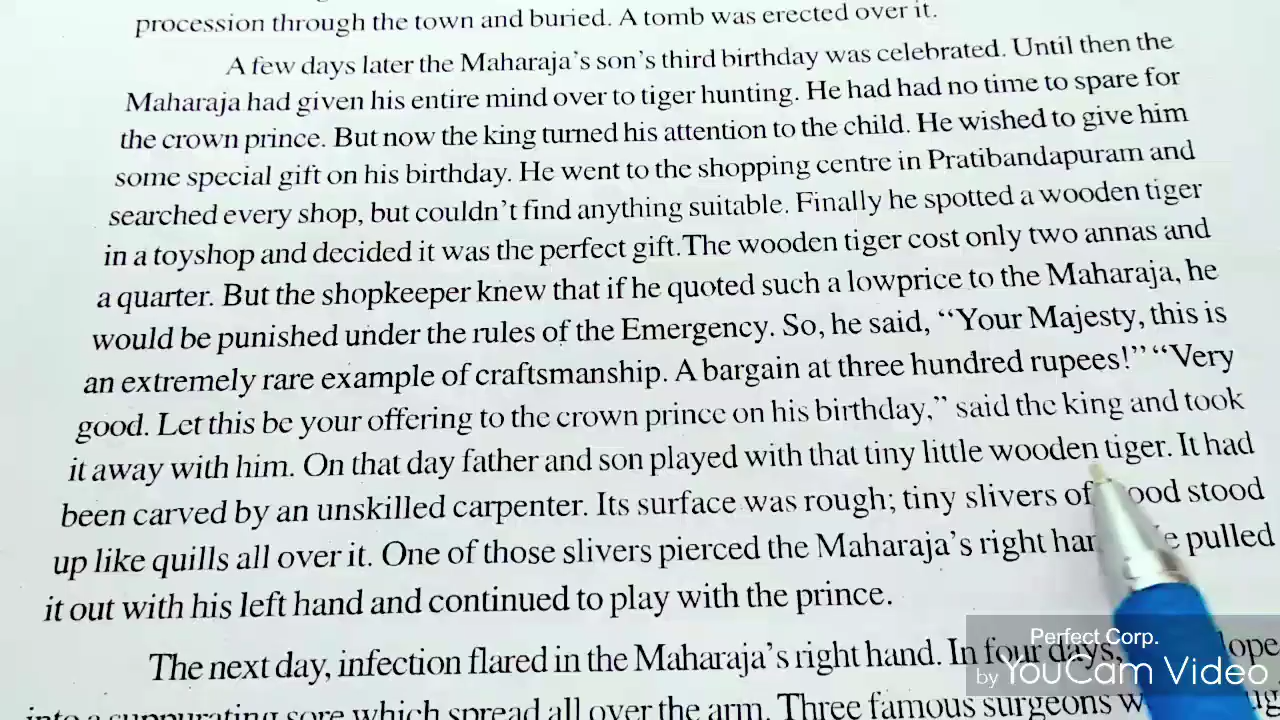 procession through the town and buried. A tomb was erected over it.
A few days later the Maharaja's son's third birthday was celebrated. Until then the
Maharaja had given his entire mind over to tiger hunting. He had had no time to spare for
the crown prince. But now the king turned his attention to the child. He wished to give him
some special gift on his birthday. He went to the shopping centre in Pratibandapuram and
searched every shop, but couldn't find anything suitable. Finally he spotted a wooden tiger
in a toyshop and decided it was the perfect gift.The wooden tiger cost only two annas and
a quarter. But the shopkeeper knew that if he quoted such a lowprice to the Maharaja, he
would be punished under the rules of the Emergency. So, he said, “Your Majesty, this is
an extremely rare example of craftsmanship. A bargain at three hundred rupees!” “Very
good. Let this be your offering to the crown prince on his birthday,” said the king and took
it away with him. On that day father and son played with that tiny little wooden tiger. It had
been carved by an unskilled carpenter. Its surface was rough; tiny slivers of ood stood
up like quills all over it. One of those slivers pierced the Maharaja's right han e pulled
it out with his left hand and continued to play with the prince.
The next day, infection flared in the Maharaja's right hand. In four days, lope
into a suppurating sore which spread all over the arm. Three famous surgeons w
Perfect Corp.
by YouCam Video